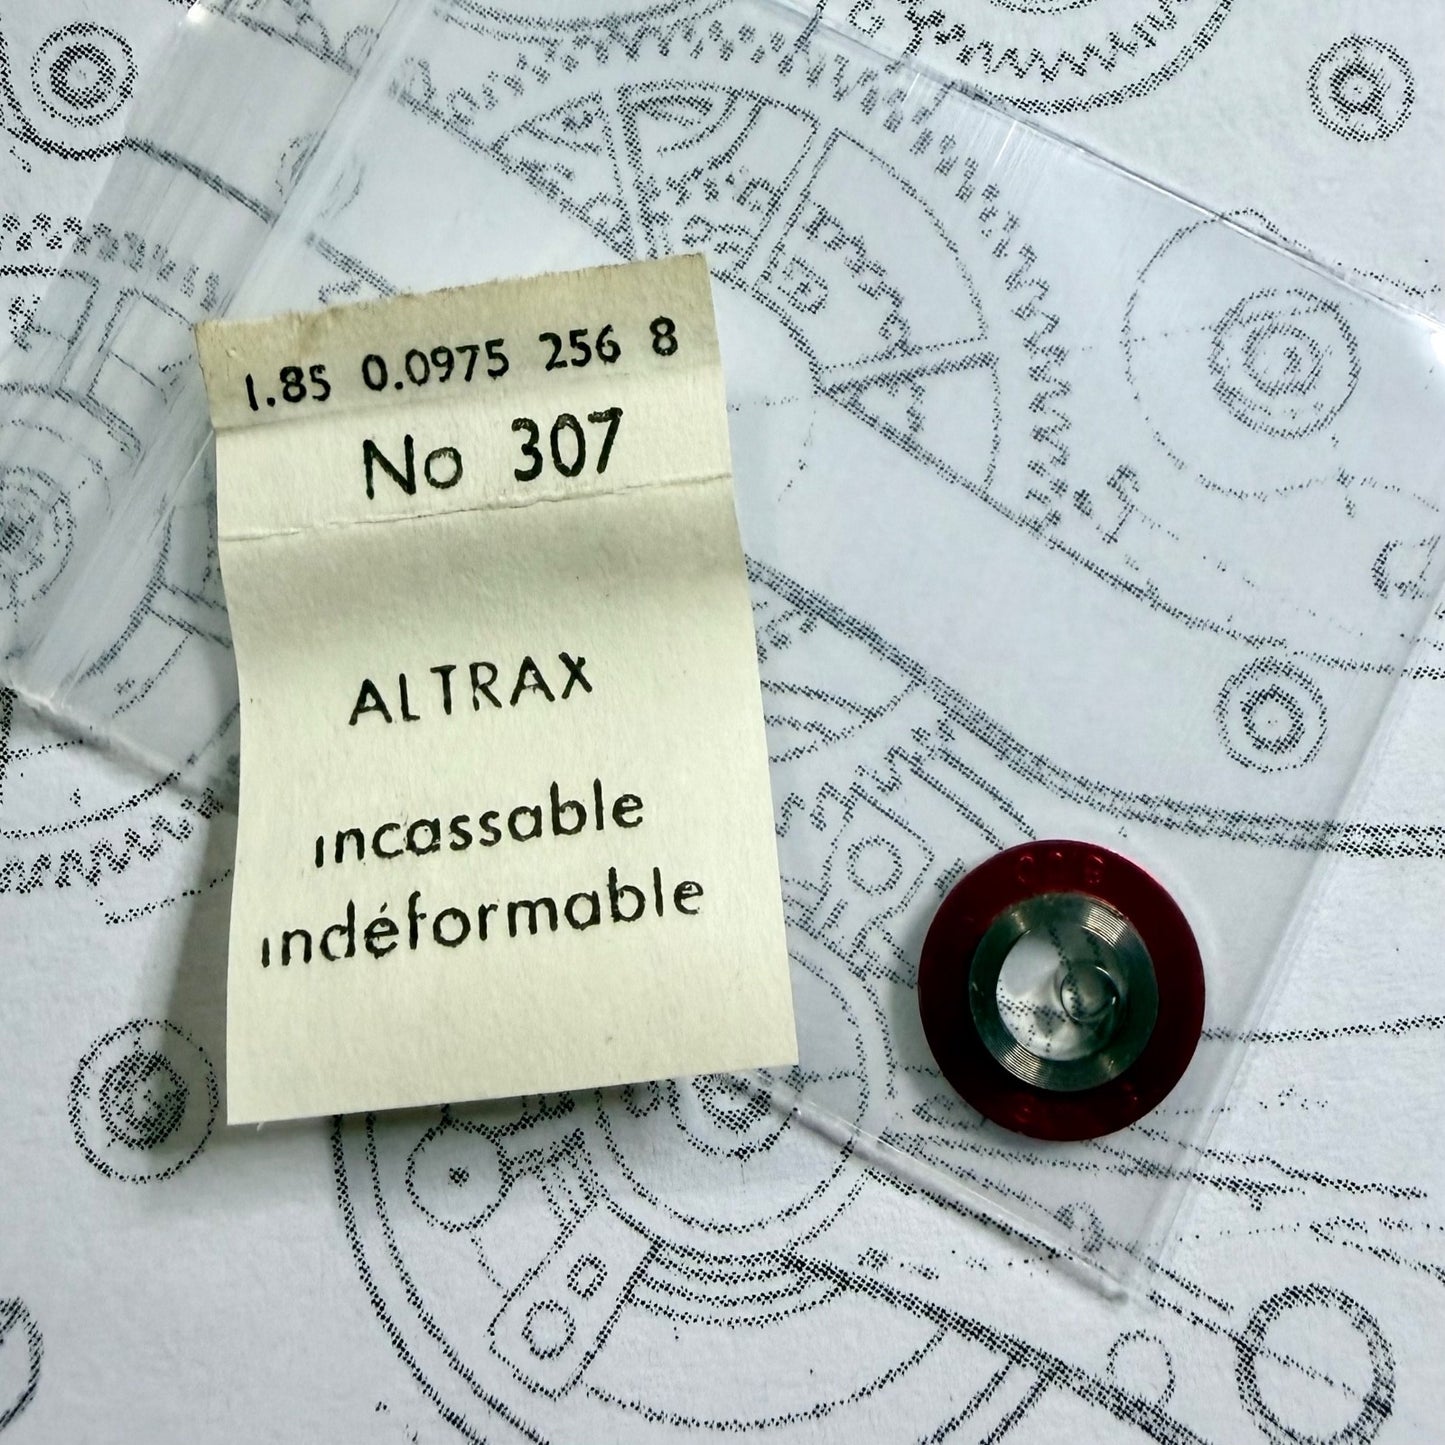 1.85 0.0975 256 8
No 307
ALTRAX
incassable
indéformable